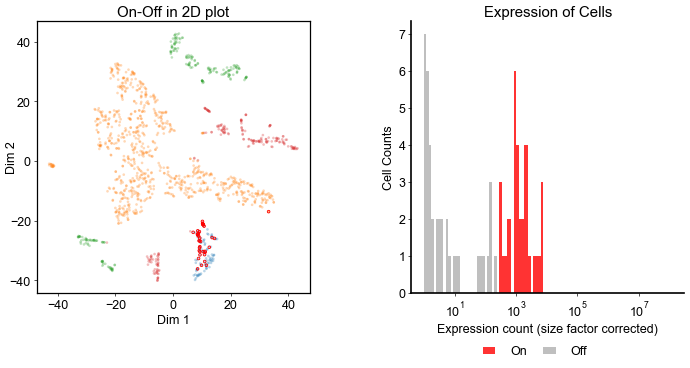 On-Off in 2D plot
Expression of Cells
Dim 2
40
20
0
−20
−40
−40 −20 0 20 40
Dim 1
Cell Counts
7
6
5
4
3
2
1
0
10^1 10^3 10^5 10^7
Expression count (size factor corrected)
On Off